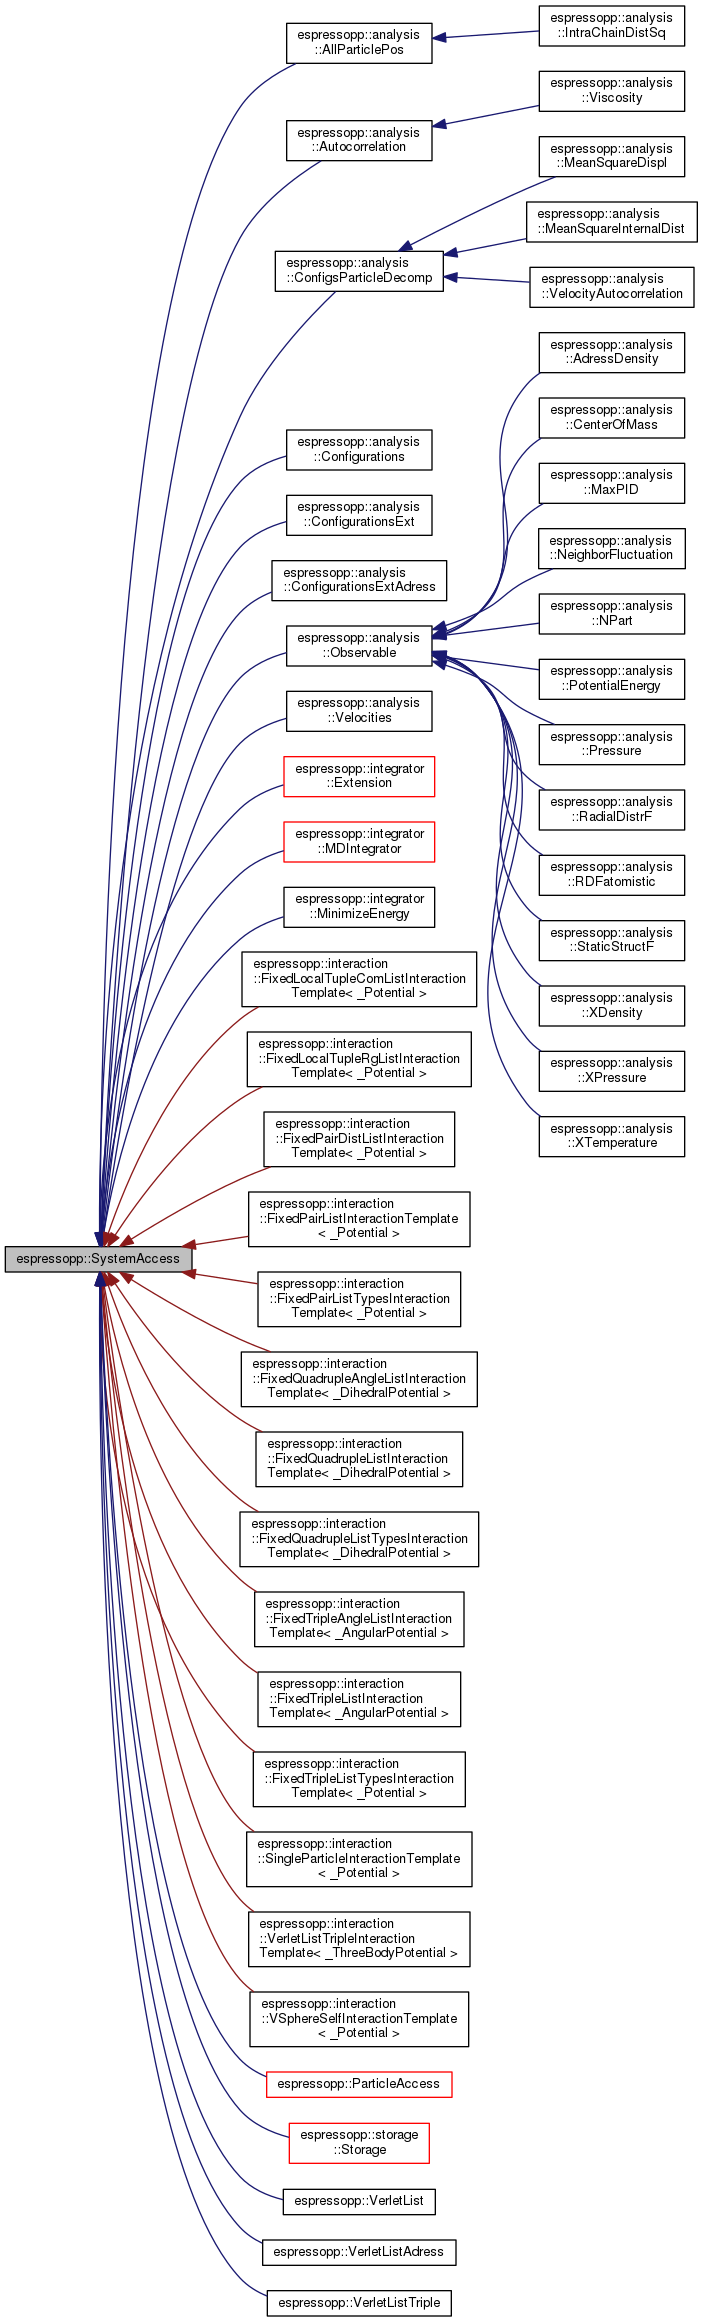 espressopp::analysis
::AllParticlePos
espressopp::analysis
::IntraChainDistSq
espressopp::analysis
::Autocorrelation
espressopp::analysis
::Viscosity
espressopp::analysis
::MeanSquareDispl
espressopp::analysis
::MeanSquareInternalDist
espressopp::analysis
::ConfigsParticleDecomp
espressopp::analysis
::VelocityAutocorrelation
espressopp::analysis
::AdressDensity
espressopp::analysis
::CenterOfMass
espressopp::analysis
::Configurations
espressopp::analysis
::MaxPID
espressopp::analysis
::ConfigurationsExt
espressopp::analysis
::NeighborFluctuation
espressopp::analysis
::ConfigurationsExtAdress
espressopp::analysis
::NPart
espressopp::analysis
::Observable
espressopp::analysis
::PotentialEnergy
espressopp::analysis
::Velocities
espressopp::analysis
::Pressure
espressopp::integrator
::Extension
espressopp::analysis
::RadialDistrF
espressopp::integrator
::MDIntegrator
espressopp::analysis
::RDFatomistic
espressopp::integrator
::MinimizeEnergy
espressopp::analysis
::StaticStructF
espressopp::interaction
::FixedLocalTupleComListInteraction
Template< _Potential >
espressopp::analysis
::XDensity
espressopp::interaction
::FixedLocalTupleRgListInteraction
Template< _Potential >
espressopp::analysis
::XPressure
espressopp::interaction
::FixedPairDistListInteraction
Template< _Potential >
espressopp::analysis
::XTemperature
espressopp::interaction
::FixedPairListInteractionTemplate
< _Potential >
espressopp::SystemAccess
espressopp::interaction
::FixedPairListTypesInteraction
Template< _Potential >
espressopp::interaction
::FixedQuadrupleAngleListInteraction
Template< _DihedralPotential >
espressopp::interaction
::FixedQuadrupleListInteraction
Template< _DihedralPotential >
espressopp::interaction
::FixedQuadrupleListTypesInteraction
Template< _DihedralPotential >
espressopp::interaction
::FixedTripleAngleListInteraction
Template< _AngularPotential >
espressopp::interaction
::FixedTripleListInteraction
Template< _AngularPotential >
espressopp::interaction
::FixedTripleListTypesInteraction
Template< _Potential >
espressopp::interaction
::SingleParticleInteractionTemplate
< _Potential >
espressopp::interaction
::VerletListTripleInteraction
Template< _ThreeBodyPotential >
espressopp::interaction
::VSphereSelfInteractionTemplate
< _Potential >
espressopp::ParticleAccess
espressopp::storage
::Storage
espressopp::VerletList
espressopp::VerletListAdress
espressopp::VerletListTriple